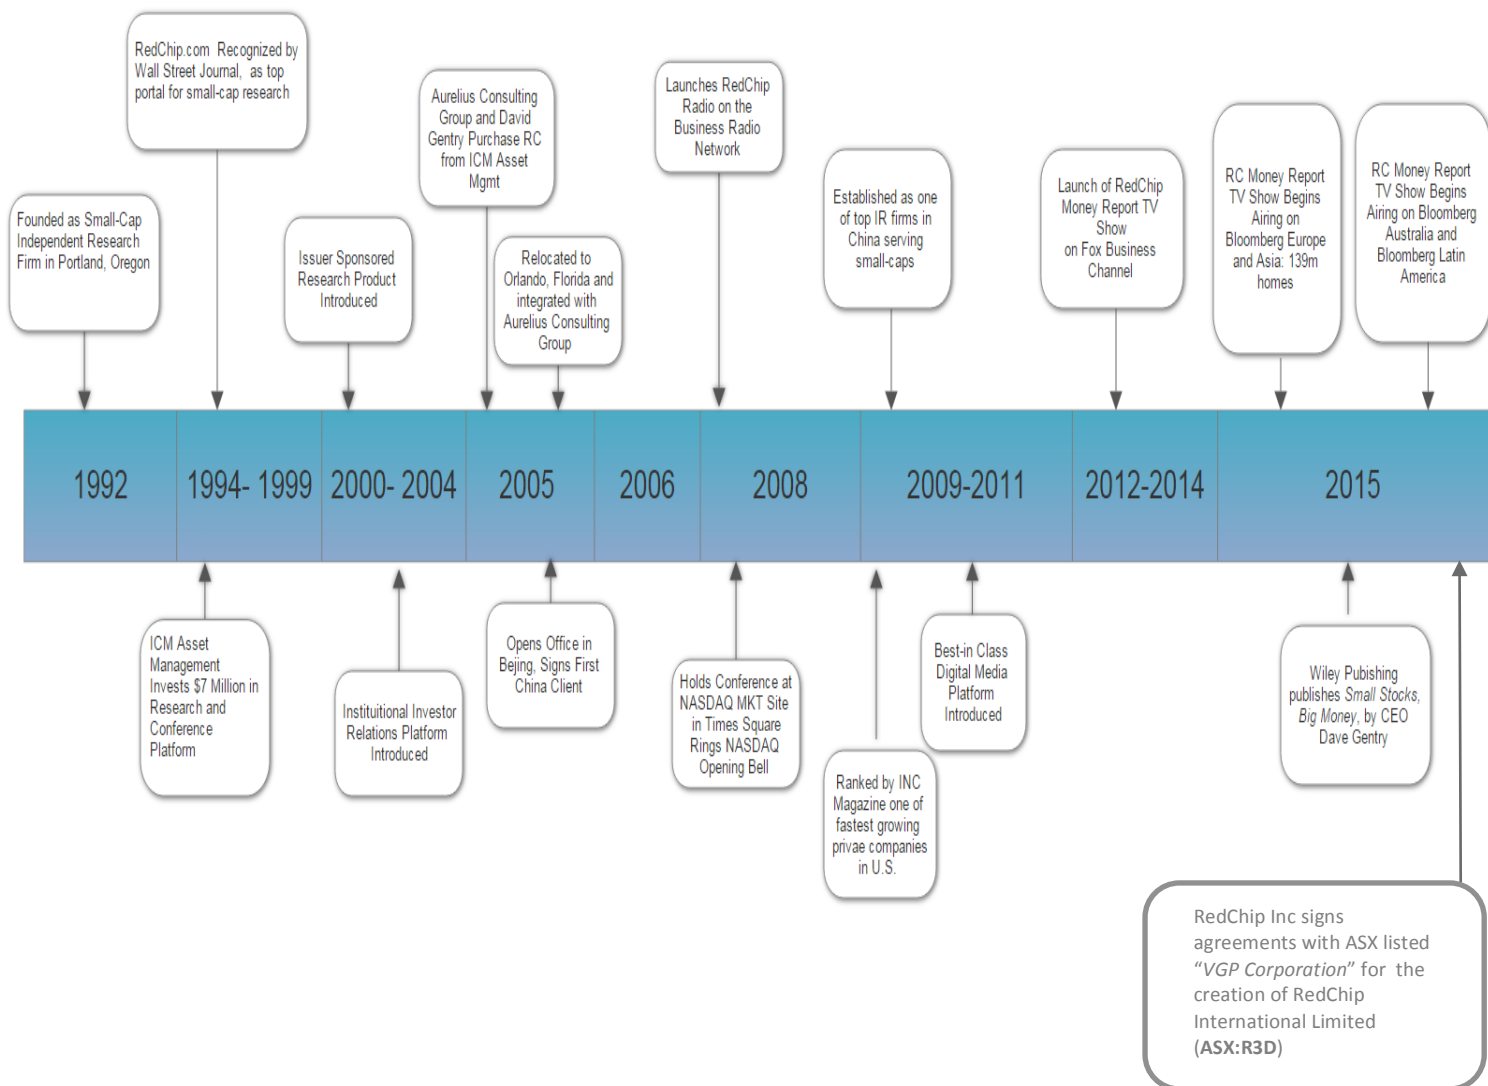 RedChip.com  Recognized by
Wall Street Journal,  as top
portal for small-cap research
Founded as Small-Cap
Independent Research
Firm in Portland, Oregon
Issuer Sponsored
Research Product
Introduced
Aurelius Consulting
Group and David
Gentry Purchase RC
from ICM Asset
Mgmt
Relocated to
Orlando, Florida and
integrated with
Aurelius Consulting
Group
Launches RedChip
Radio on the
Business Radio
Network
Established as one
of top IR firms in
China serving
small-caps
Launch of RedChip
Money Report TV
Show
on Fox Business
Channel
RC Money Report
TV Show Begins
Airing on
Bloomberg Europe
and Asia: 139m
homes
RC Money Report
TV Show Begins
Airing on Bloomberg
Australia and
Bloomberg Latin
America
1992
1994- 1999
2000- 2004
2005
2006
2008
2009-2011
2012-2014
2015
ICM Asset
Management
Invests $7 Million in
Research and
Conference
Platform
Instituitional Investor
Relations Platform
Introduced
Opens Office in
Bejing, Signs First
China Client
Holds Conference at
NASDAQ MKT Site
in Times Square
Rings NASDAQ
Opening Bell
Ranked by INC
Magazine one of
fastest growing
privae companies
in U.S.
Best-in Class
Digital Media
Platform
Introduced
Wiley Pubishing
publishes Small Stocks,
Big Money, by CEO
Dave Gentry
RedChip Inc signs
agreements with ASX listed
“VGP Corporation” for  the
creation of RedChip
International Limited
(ASX:R3D)